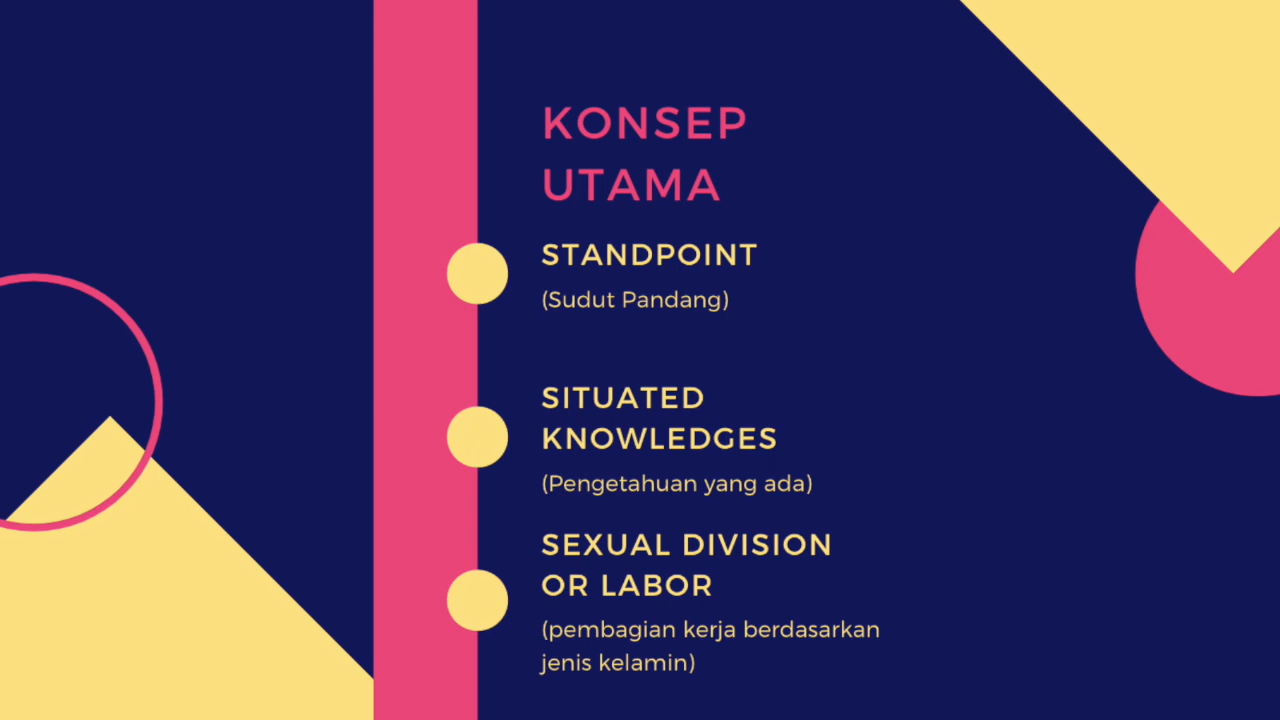 KONSEP
UTAMA
STANDPOINT
(Sudut Pandang)
SITUATED
KNOWLEDGES
(Pengetahuan yang ada)
SEXUAL DIVISION
OR LABOR
(pembagian kerja berdasarkan
jenis kelamin)